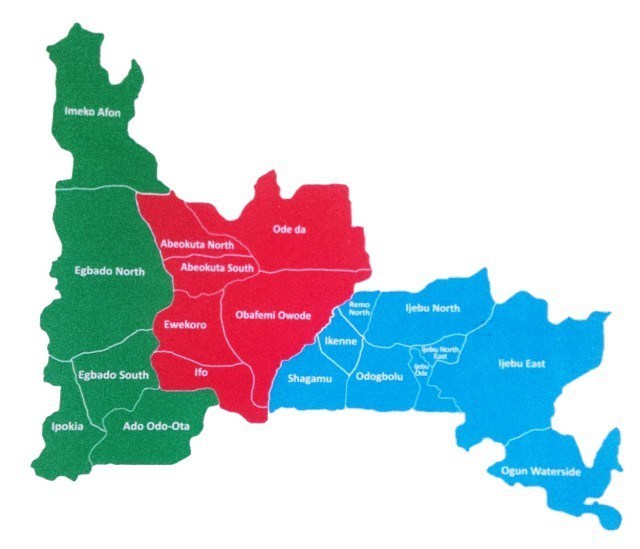 Imeko Afon
Ode da
Abeokuta North
Abeokuta South
Egbado North
Remo
North
Ijebu North
Obafemi Owode
Ewekoro
Ikenne
Ijebu North
East
Ijebu East
Ijebu
Ode
Ifo
Egbado South
Shagamu
Odogbolu
Ipokia
Ado Odo-Ota
Ogun Waterside